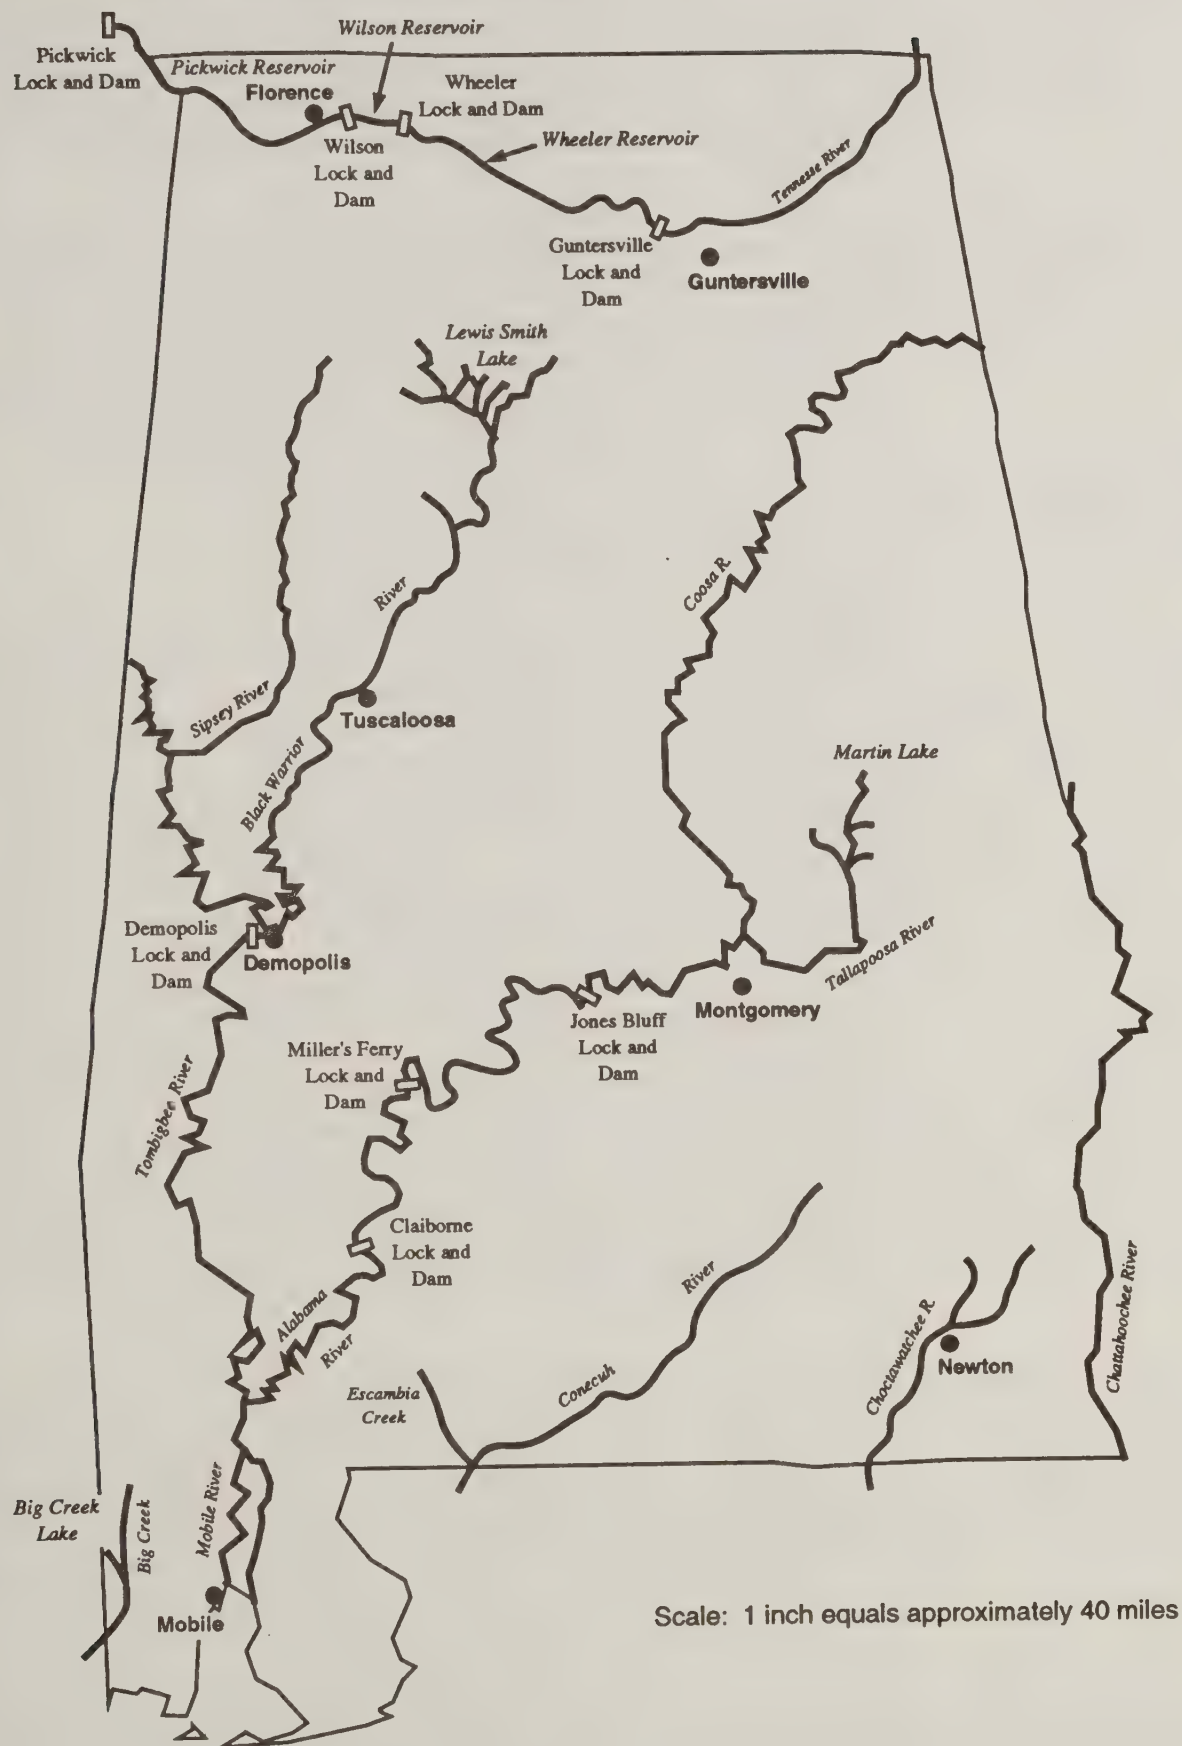 Wilson Reservoir
Pickwick
Lock and Dam
Pickwick Reservoir
Florence
Wheeler
Lock and Dam
Wilson
Lock and
Dam
Wheeler Reservoir
Tennesse River
Guntersville
Lock and
Dam
Guntersville
Lewis Smith
Lake
River
Coosa R.
Sipsey River
Tuscaloosa
Black Warrior
Martin Lake
Demopolis
Lock and
Dam
Demopolis
Tallapoosa River
Montgomery
Jones Bluff
Lock and
Dam
Miller's Ferry
Lock and
Dam
Tombigbee River
Claiborne
Lock and
Dam
Alabama
River
River
Conecuh
Escambia
Creek
Choctawatchee R.
Newton
Chattahoochee River
Big Creek
Lake
Big Creek
Mobile River
Mobile
Scale: 1 inch equals approximately 40 miles